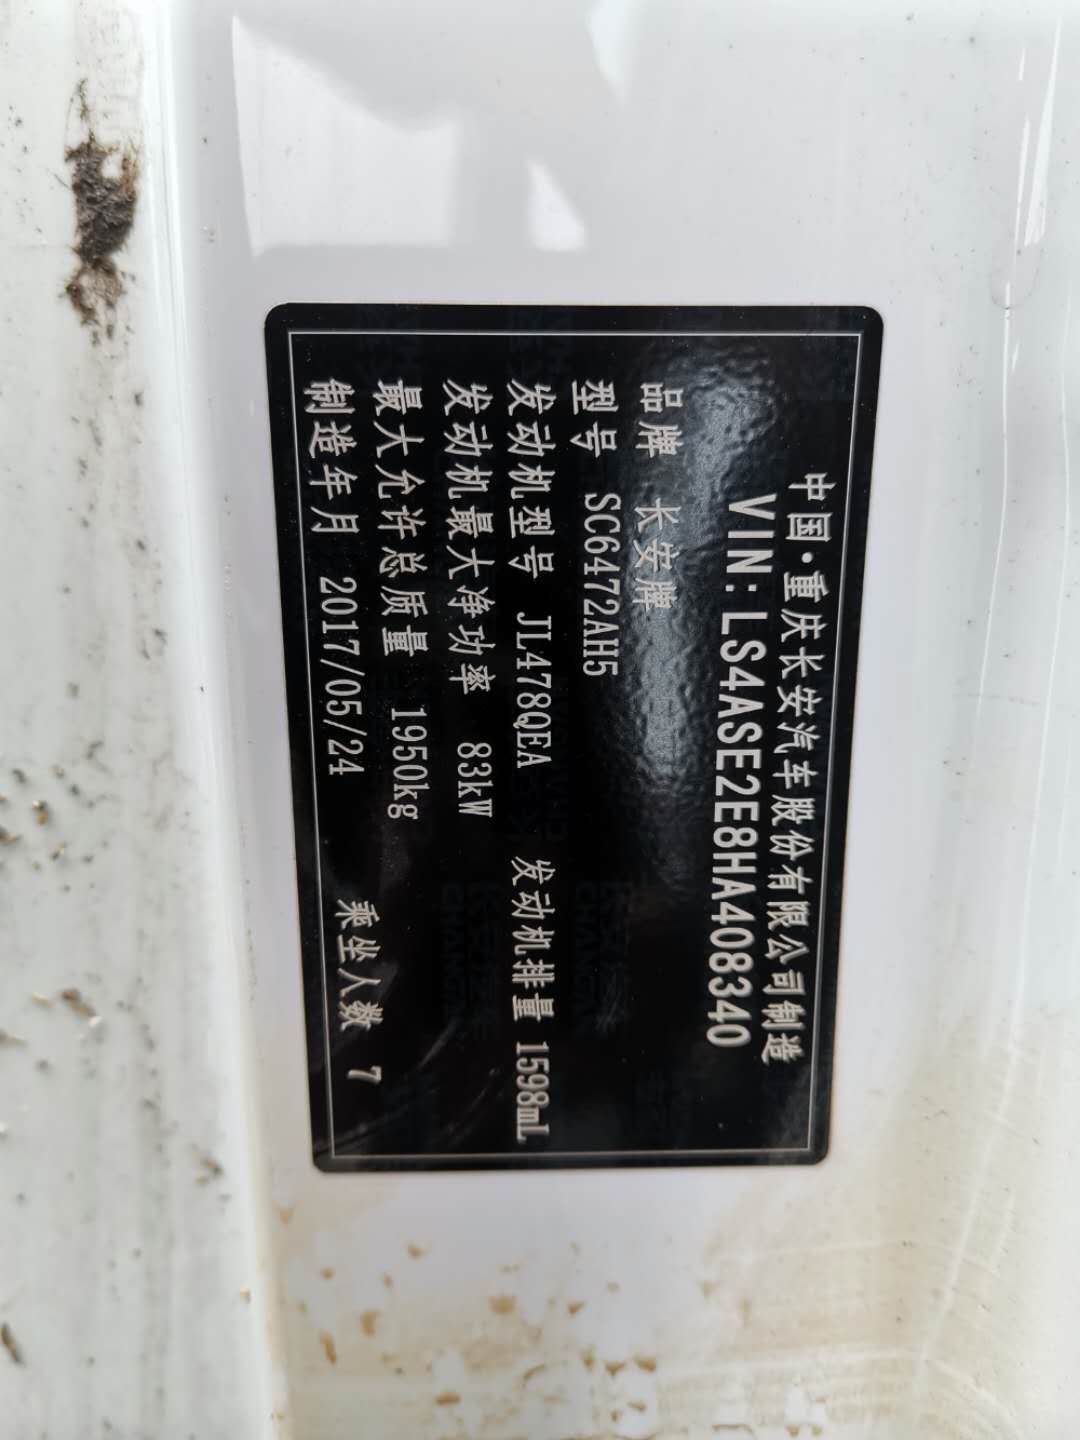 中国·重庆长安汽车股份有限公司制造
VIN:LS4ASE2E8HA408340
品牌 长安牌
型号 SC6472AH5
发动机型号 JL478QEA 发动机排量 1598mL
发动机最大净功率 83kW
最大允许总质量 1950kg
制造年月 2017/05/24 乘坐人数 7